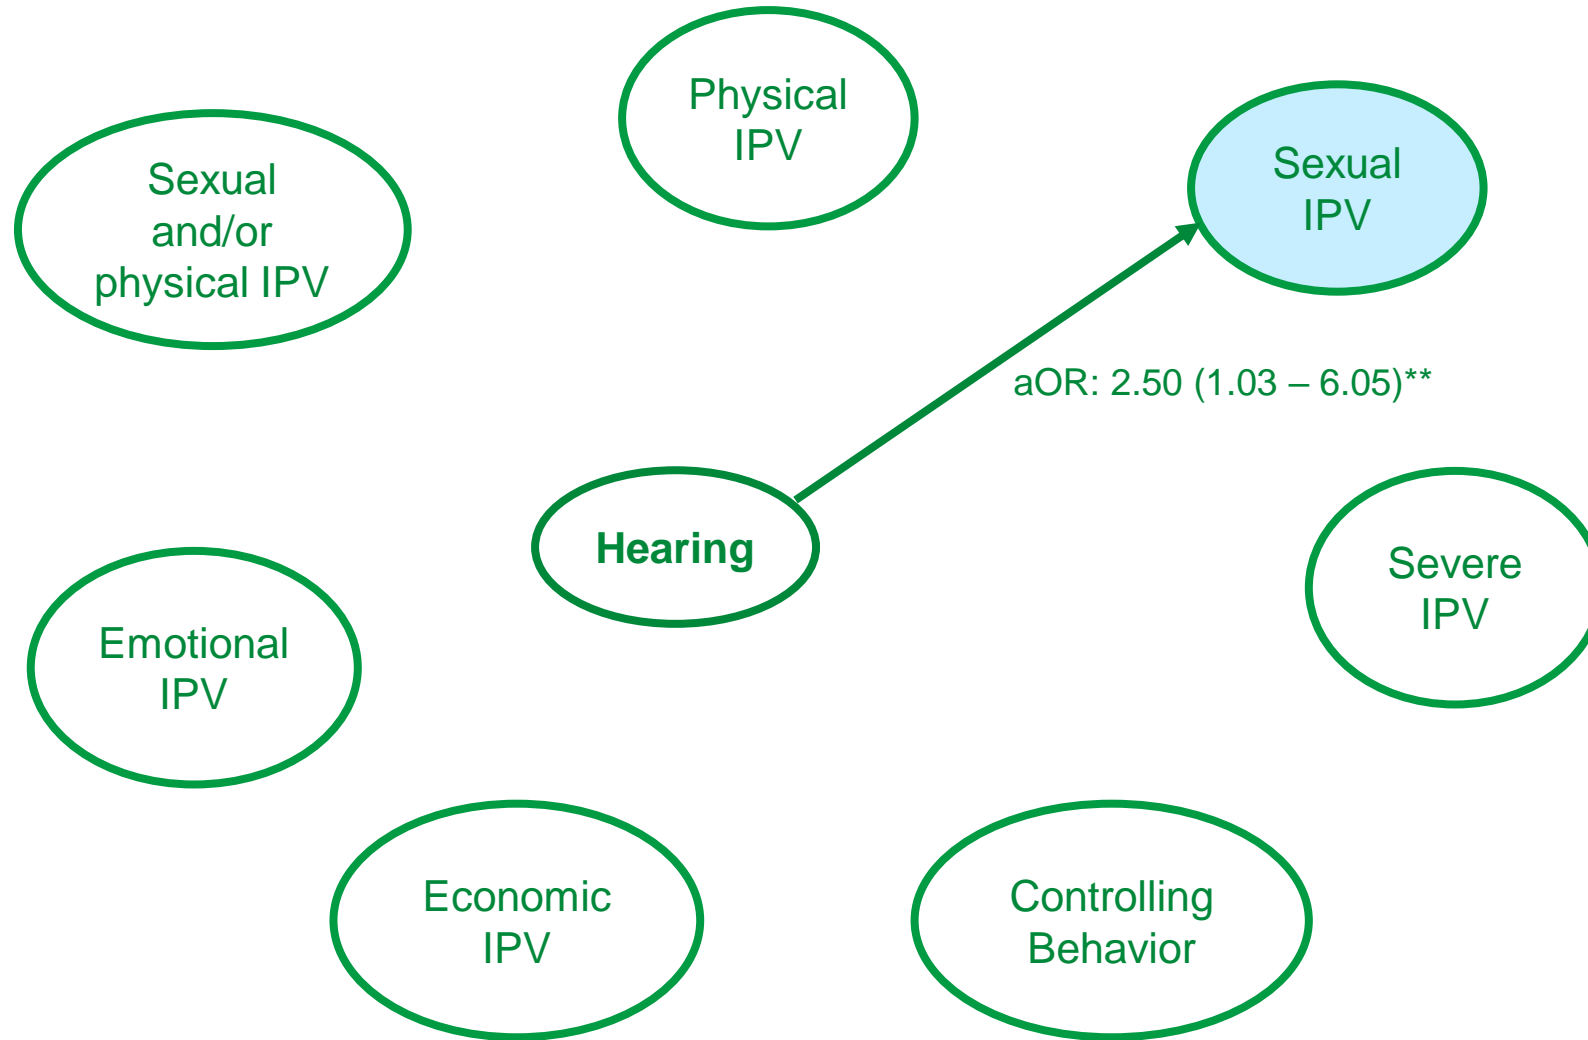 Physical
IPV
Sexual
IPV
Sexual
and/or
physical IPV
aOR: 2.50 (1.03 – 6.05)**
Hearing
Severe
IPV
Emotional
IPV
Economic
IPV
Controlling
Behavior